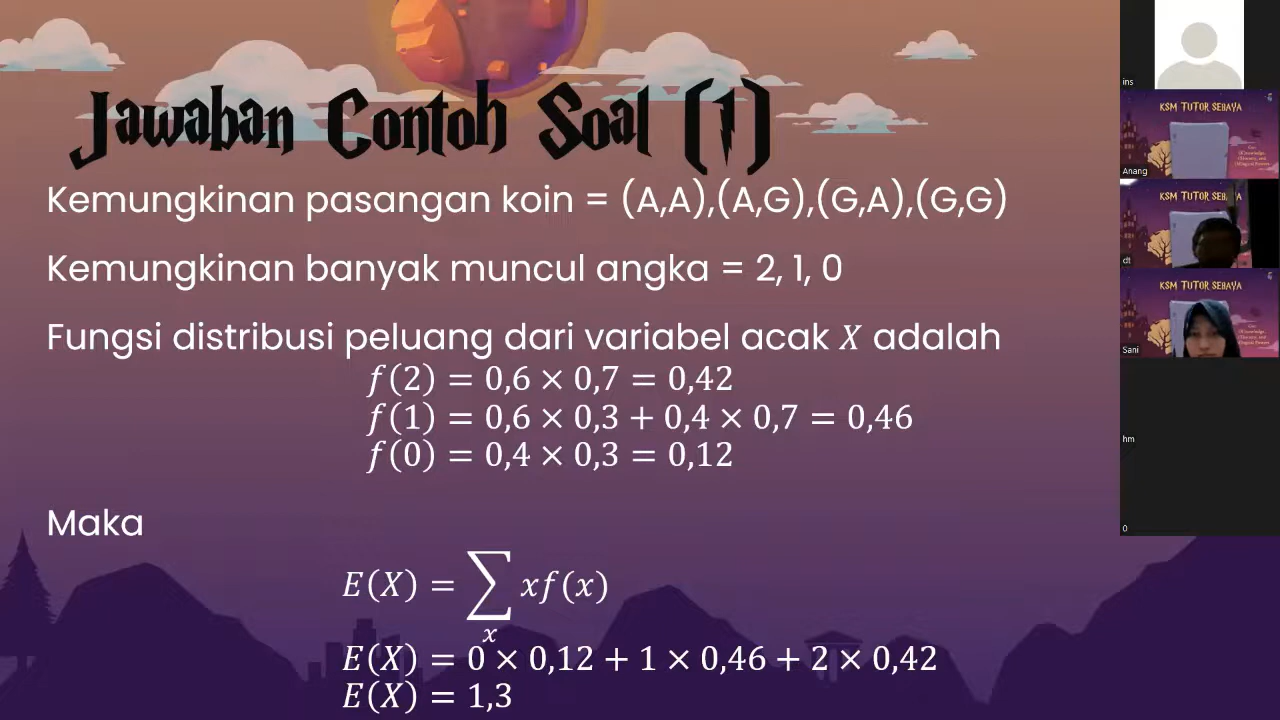 Jawaban Contoh Soal (1)
Kemungkinan pasangan koin = (A,A),(A,G),(G,A),(G,G)
Kemungkinan banyak muncul angka = 2, 1, 0
Fungsi distribusi peluang dari variabel acak X adalah
f(2) = 0,6 × 0,7 = 0,42
f(1) = 0,6 × 0,3 + 0,4 × 0,7 = 0,46
f(0) = 0,4 × 0,3 = 0,12
Maka
E(X) = ∑ xf(x)
x
E(X) = 0 × 0,12 + 1 × 0,46 + 2 × 0,42
E(X) = 1,3
ins
KSM TUTOR SEBAYA
Anang
KSM TUTOR SEBAYA
dt
KSM TUTOR SEBAYA
Sani
hm
0